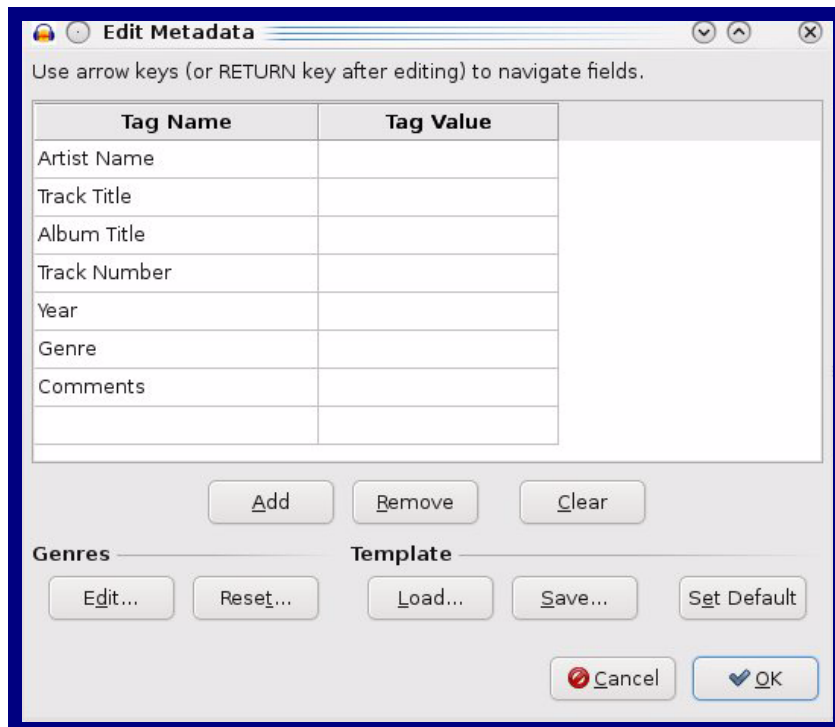 Edit Metadata
Use arrow keys (or RETURN key after editing) to navigate fields.
Tag Name Tag Value
Artist Name
Track Title
Album Title
Track Number
Year
Genre
Comments
Add Remove Clear
Genres Template
Edit... Reset... Load... Save... Set Default
Cancel OK